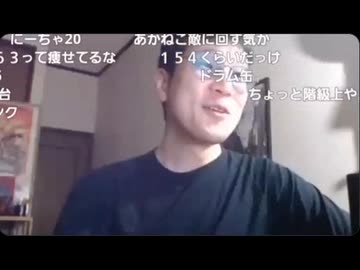 にーちゃ20 あかねこ敵に回す気か
６３って痩せてるな １５４くらいだっけ
ドラム缶
台 ちょっと階級上や
ック